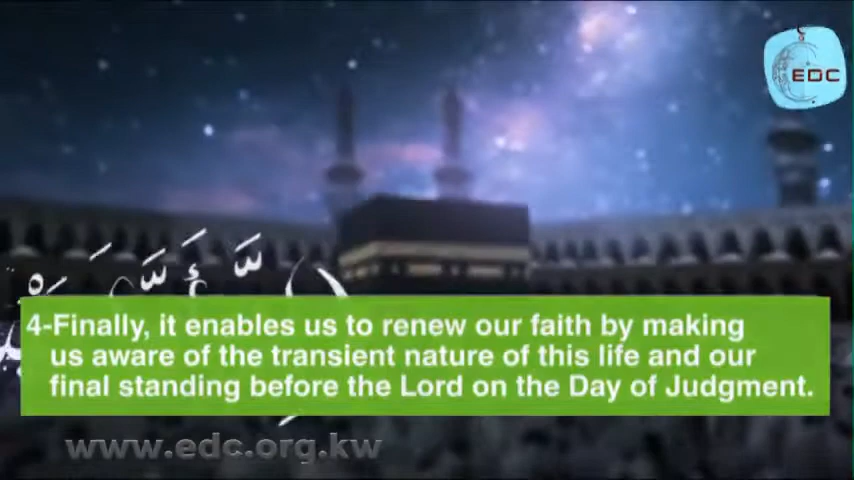 EDC
4-Finally, it enables us to renew our faith by making
us aware of the transient nature of this life and our
final standing before the Lord on the Day of Judgment.
www.edc.org.kw